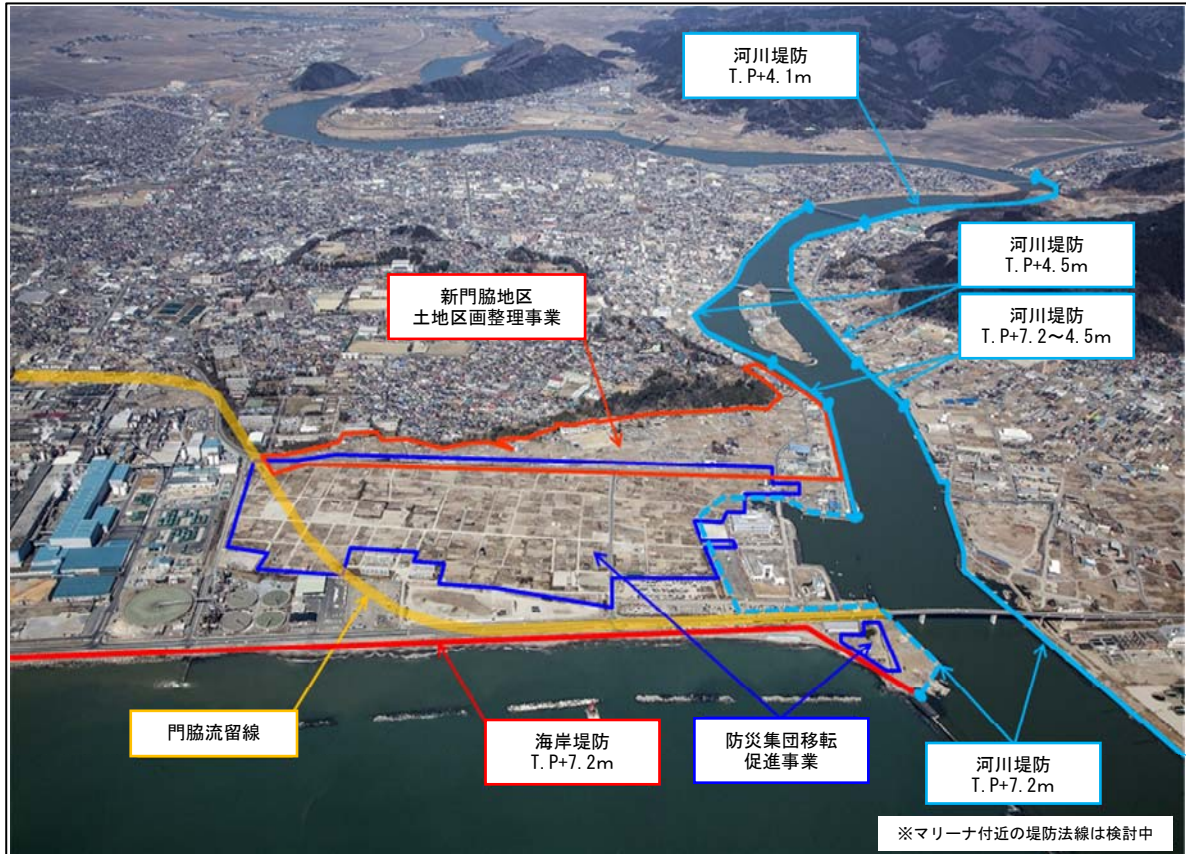 河川堤防
T.P+4.1m
河川堤防
T.P+4.5m
河川堤防
T.P+7.2～4.5m
新門脇地区
土地区画整理事業
門脇流留線
海岸堤防
T.P+7.2m
防災集団移転
促進事業
河川堤防
T.P+7.2m
※マリーナ付近の堤防法線は検討中